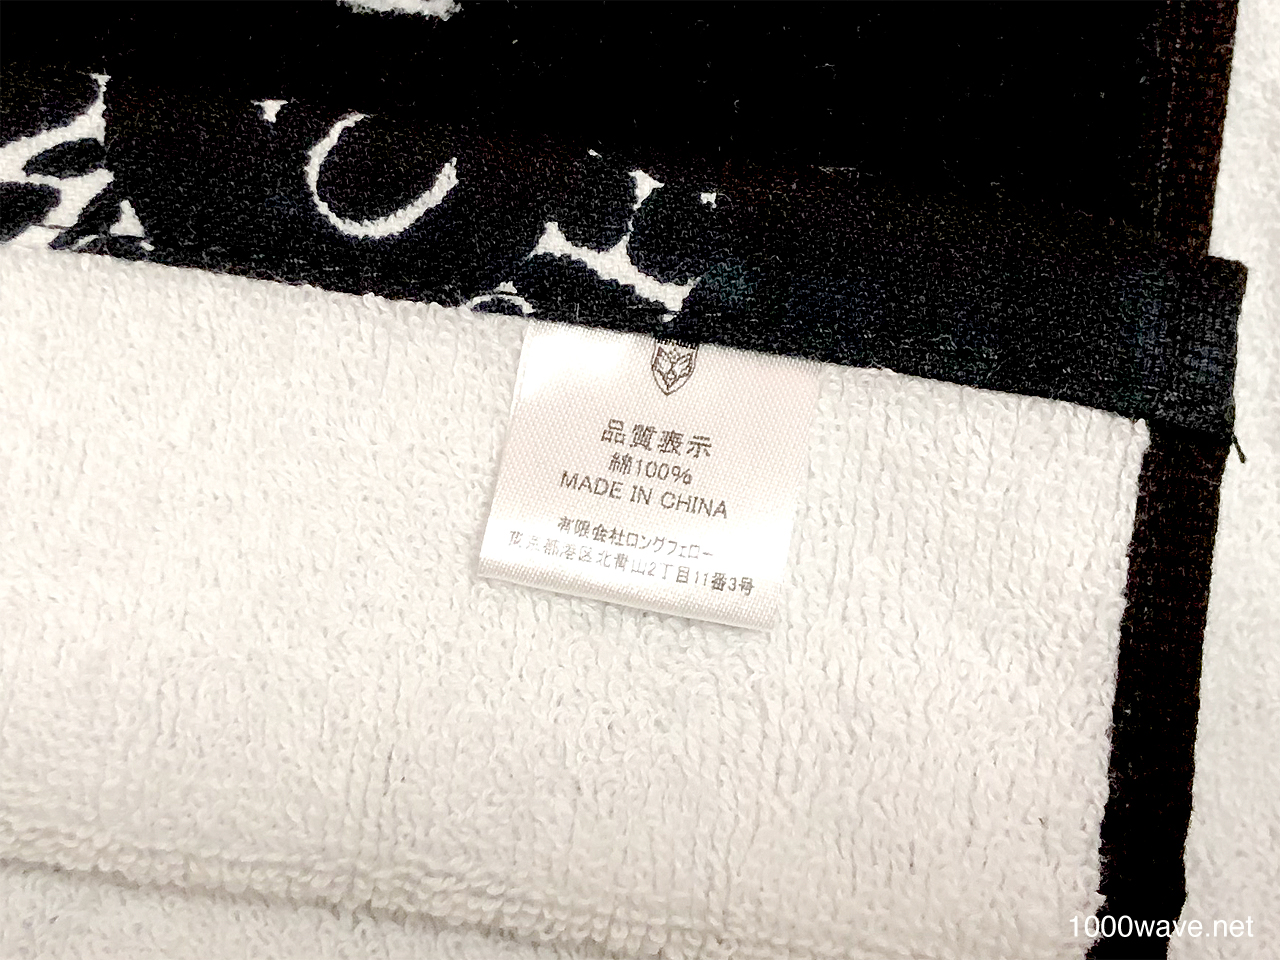 品質表示
綿100%
MADE IN CHINA
有限会社ロングフェロー
東京都港区北青山2丁目11番3号
1000wave.net